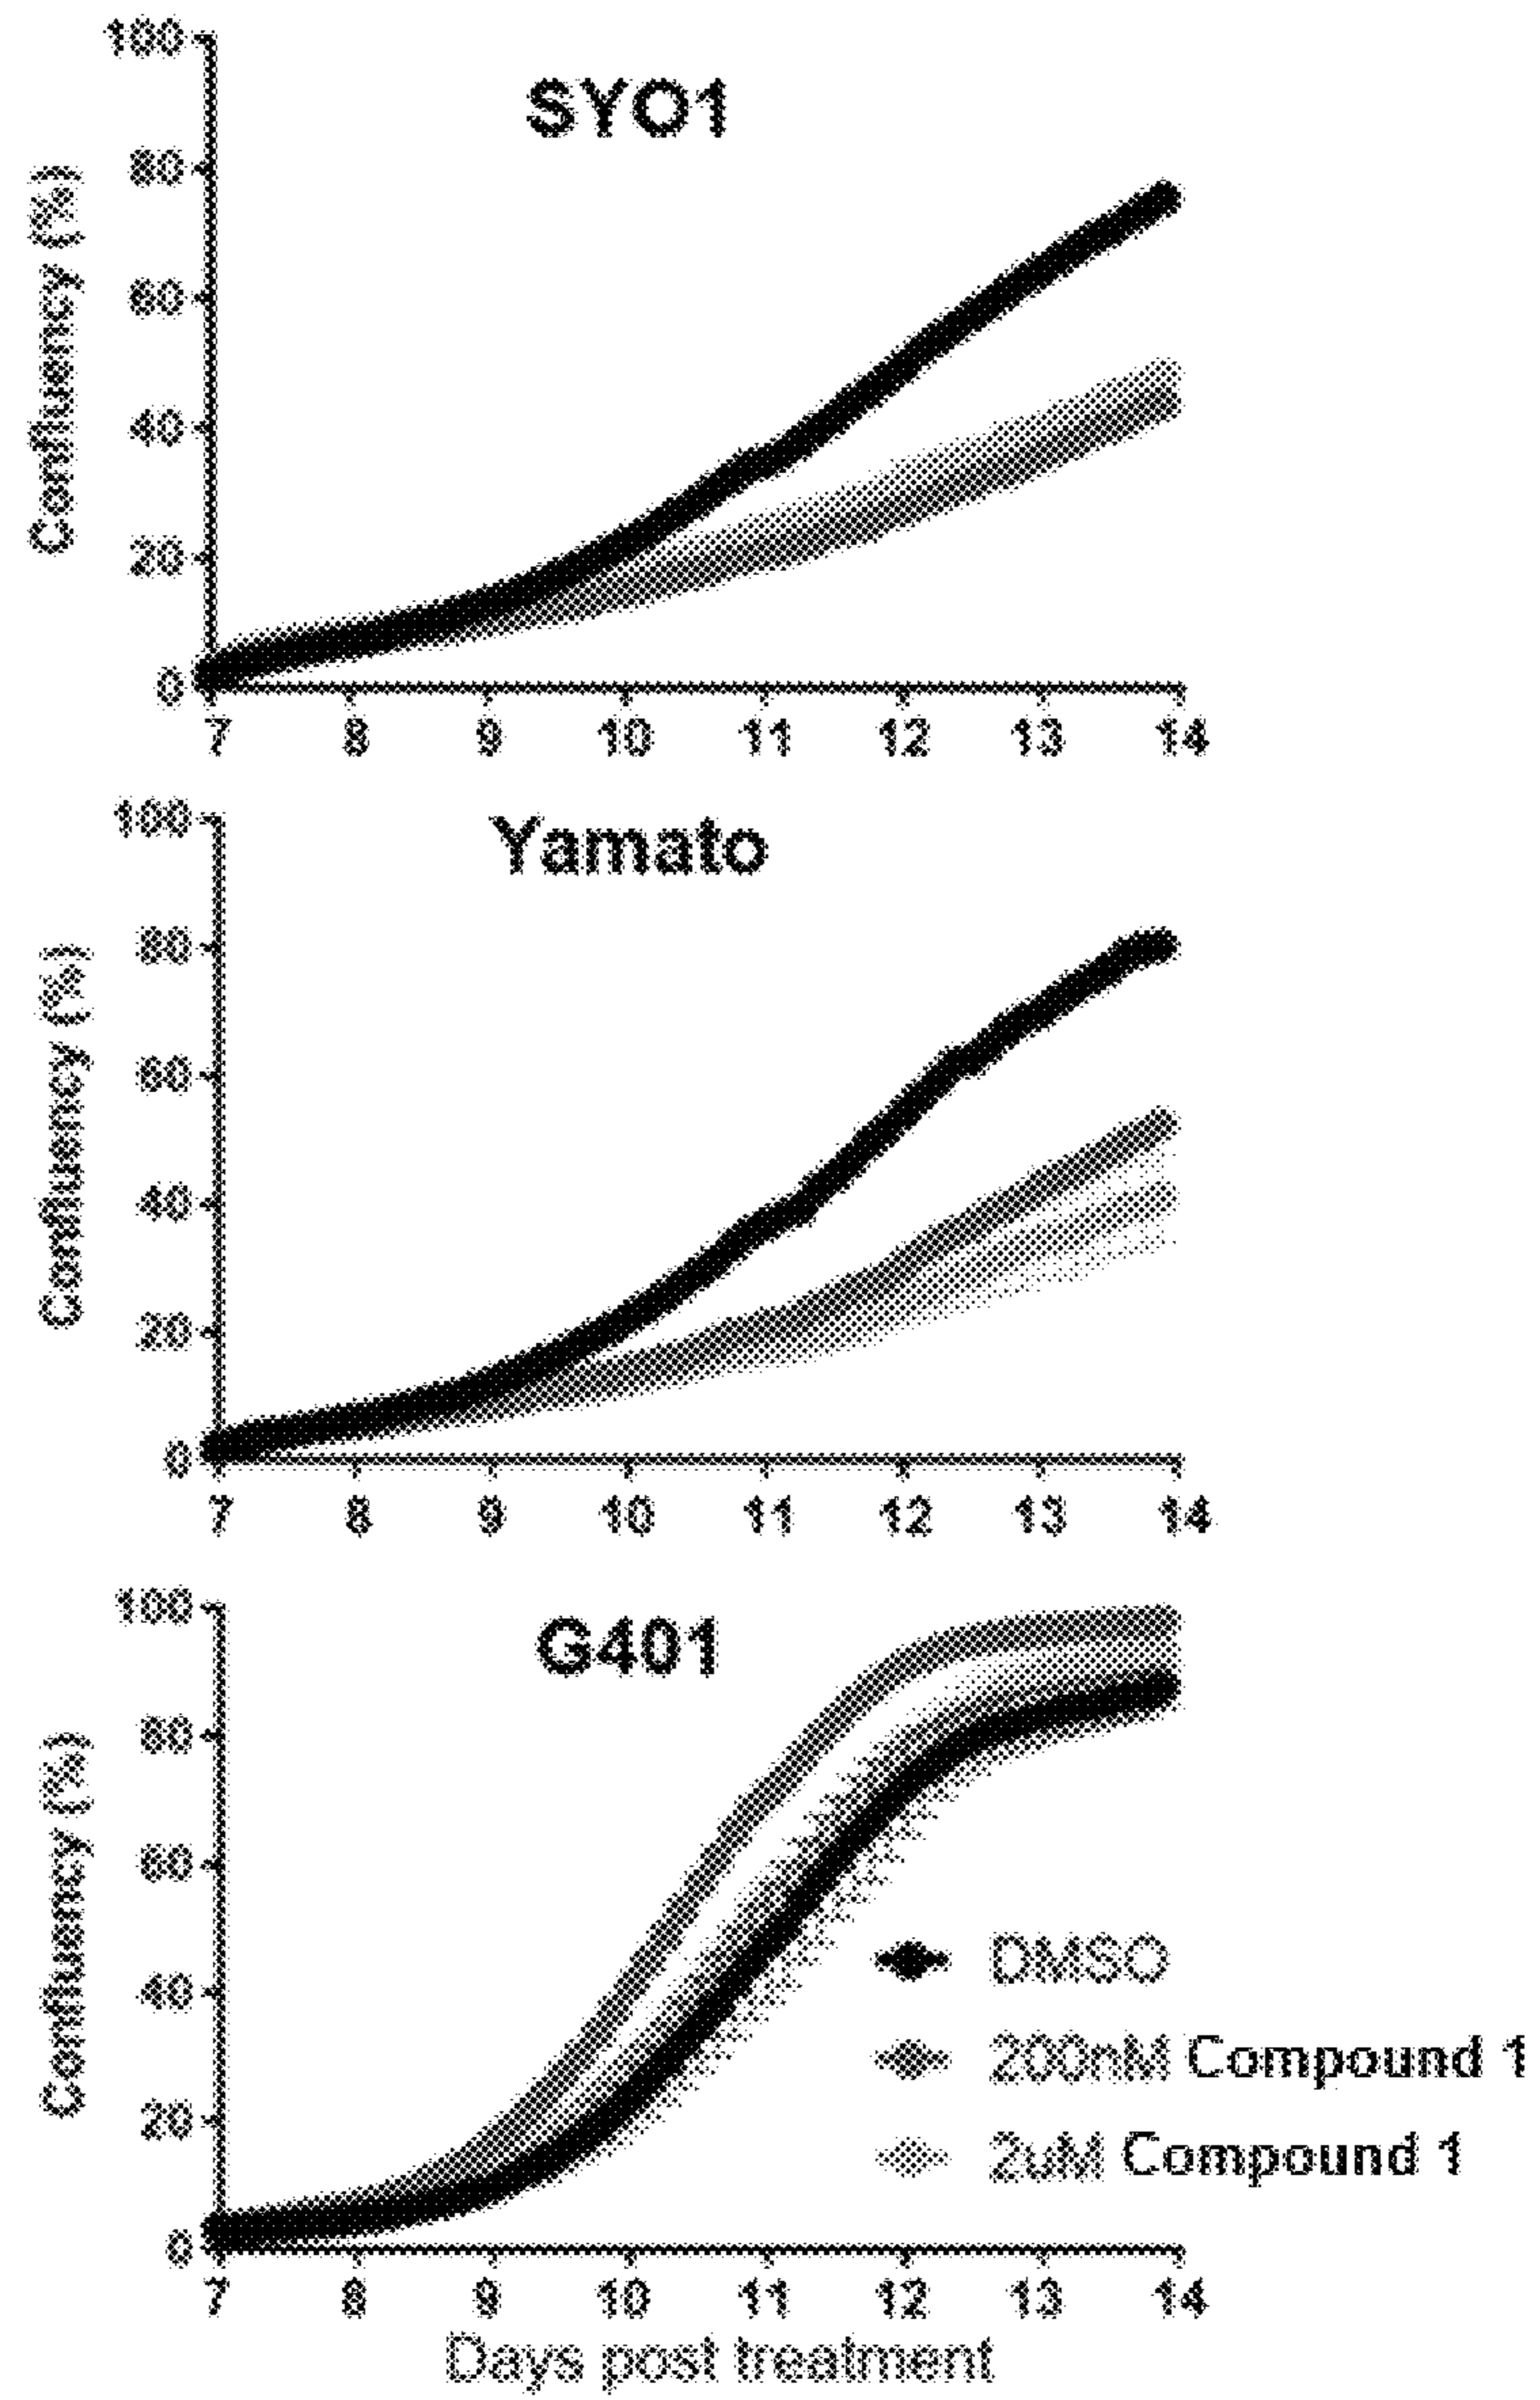 SYO1
Confluency (%)
100
80
60
40
20
0
7 8 9 10 11 12 13 14
Yamato
Confluency (%)
100
80
60
40
20
0
7 8 9 10 11 12 13 14
G401
Confluency (%)
100
80
60
40
20
0
DMSO
200nM Compound 1
2uM Compound 1
7 8 9 10 11 12 13 14
Days post treatment